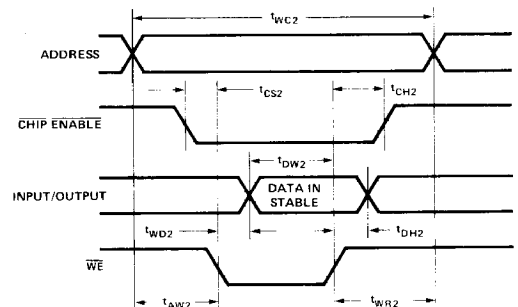 tWC2
ADDRESS
tCS2
tCH2
CHIP ENABLE
tDW2
INPUT/OUTPUT
DATA IN
STABLE
tWD2
tDH2
WE
tAW2
tWR2